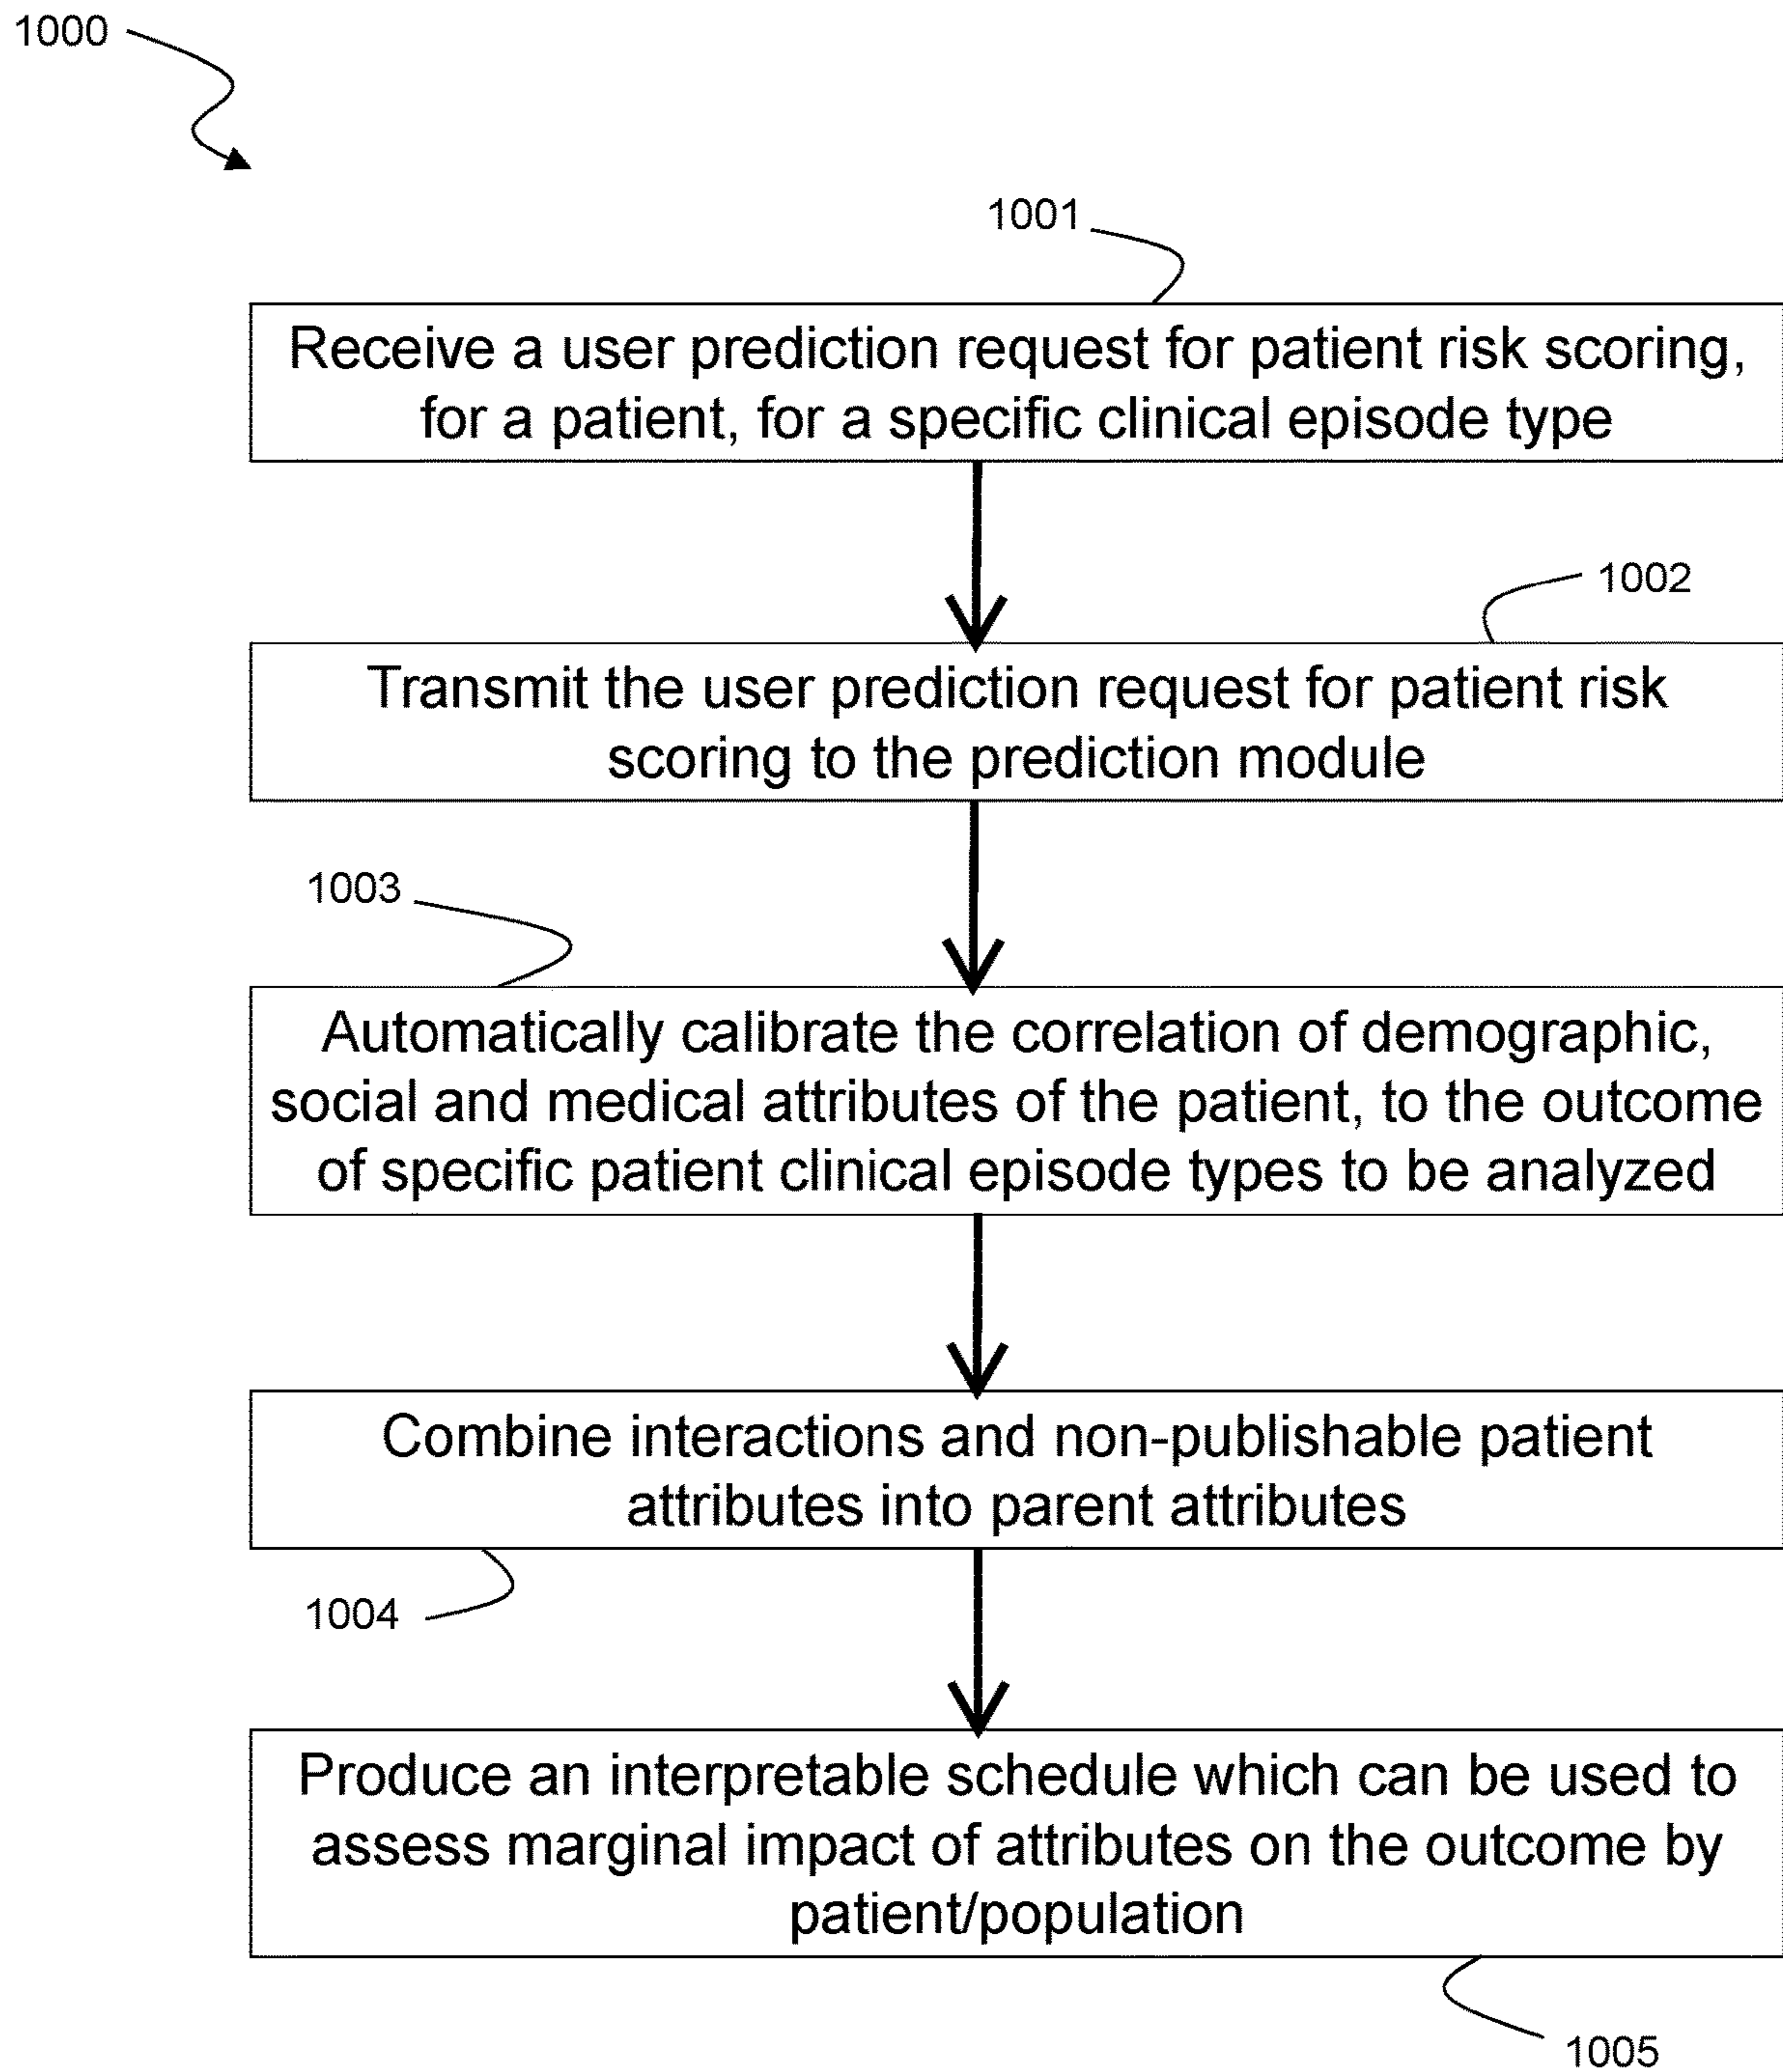 1000
1001
Receive a user prediction request for patient risk scoring,
for a patient, for a specific clinical episode type
1002
Transmit the user prediction request for patient risk
scoring to the prediction module
1003
Automatically calibrate the correlation of demographic,
social and medical attributes of the patient, to the outcome
of specific patient clinical episode types to be analyzed
Combine interactions and non-publishable patient
attributes into parent attributes
1004
Produce an interpretable schedule which can be used to
assess marginal impact of attributes on the outcome by
patient/population
1005